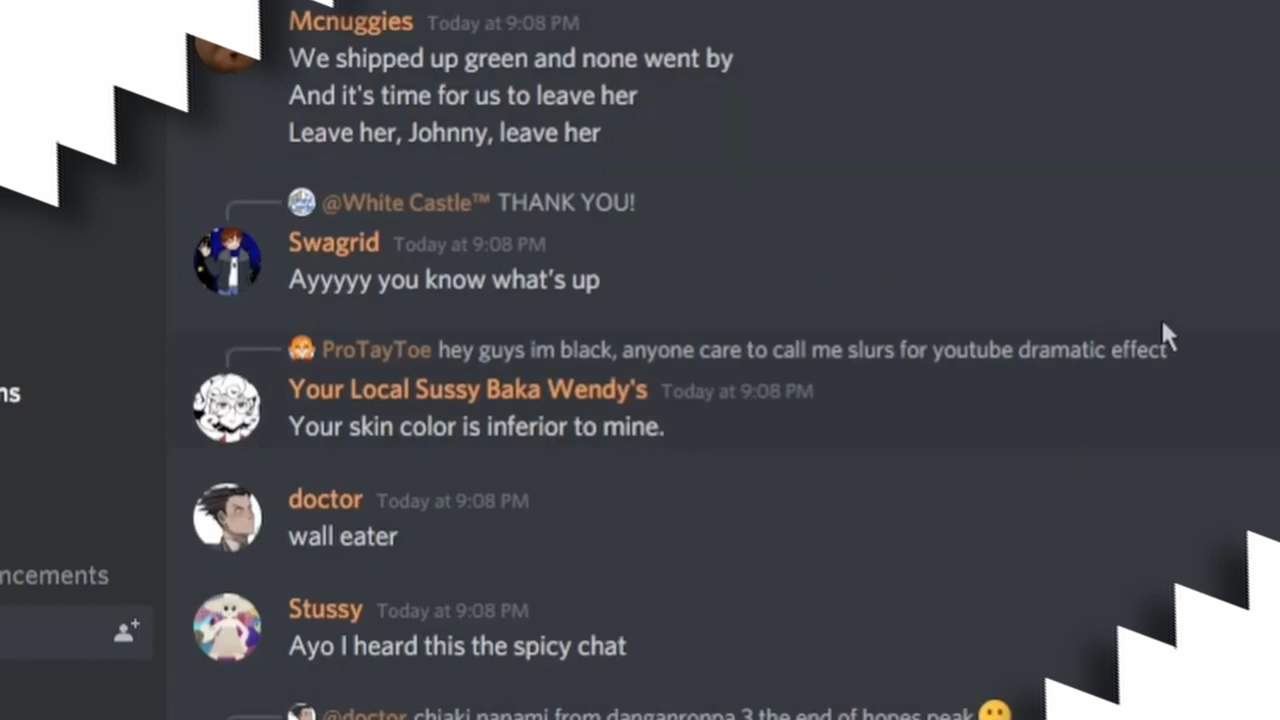 Mcnuggies Today at 9:08 PM
We shipped up green and none went by
And it's time for us to leave her
Leave her, Johnny, leave her
@White Castle™ THANK YOU!
Swagrid Today at 9:08 PM
Ayyyyy you know what's up
ProTayToe hey guys im black, anyone care to call me slurs for youtube dramatic effect
ns
Your Local Sussy Baka Wendy's Today at 9:08 PM
Your skin color is inferior to mine.
doctor Today at 9:08 PM
wall eater
ncements
Stussy Today at 9:08 PM
Ayo I heard this the spicy chat
@doctor chiaki nanami from danganronpa 3 the end of hopes peak